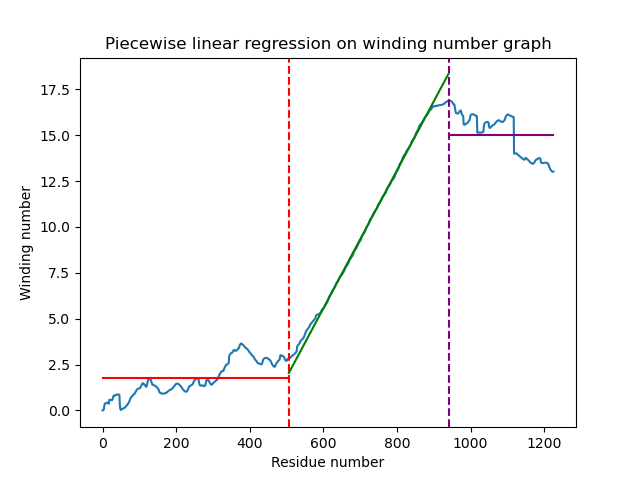 Piecewise linear regression on winding number graph
17.5
15.0
12.5
10.0
7.5
5.0
2.5
0.0
Winding number
0 200 400 600 800 1000 1200
Residue number